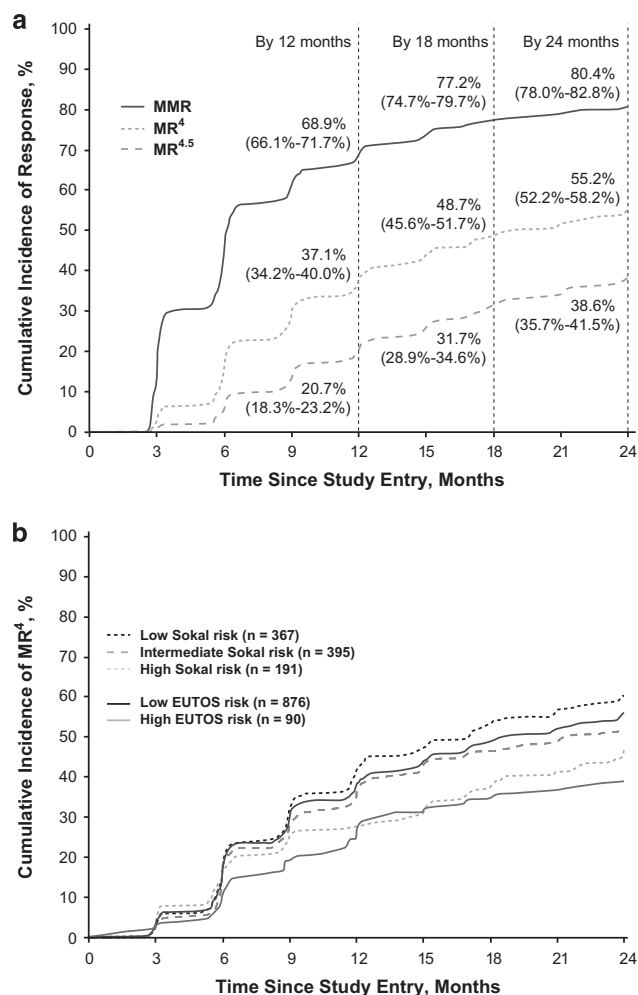 a
By 12 months
By 18 months
By 24 months
100
90
80
70
60
50
40
30
20
10
0
Cumulative Incidence of Response, %
MMR
MR4
MR4.5
68.9%
(66.1%-71.7%)
77.2%
(74.7%-79.7%)
80.4%
(78.0%-82.8%)
37.1%
(34.2%-40.0%)
48.7%
(45.6%-51.7%)
55.2%
(52.2%-58.2%)
20.7%
(18.3%-23.2%)
31.7%
(28.9%-34.6%)
38.6%
(35.7%-41.5%)
0 3 6 9 12 15 18 21 24
Time Since Study Entry, Months
b
100
90
80
70
60
50
40
30
20
10
0
Cumulative Incidence of MR4, %
Low Sokal risk (n = 367)
Intermediate Sokal risk (n = 395)
High Sokal risk (n = 191)
Low EUTOS risk (n = 876)
High EUTOS risk (n = 90)
0 3 6 9 12 15 18 21 24
Time Since Study Entry, Months